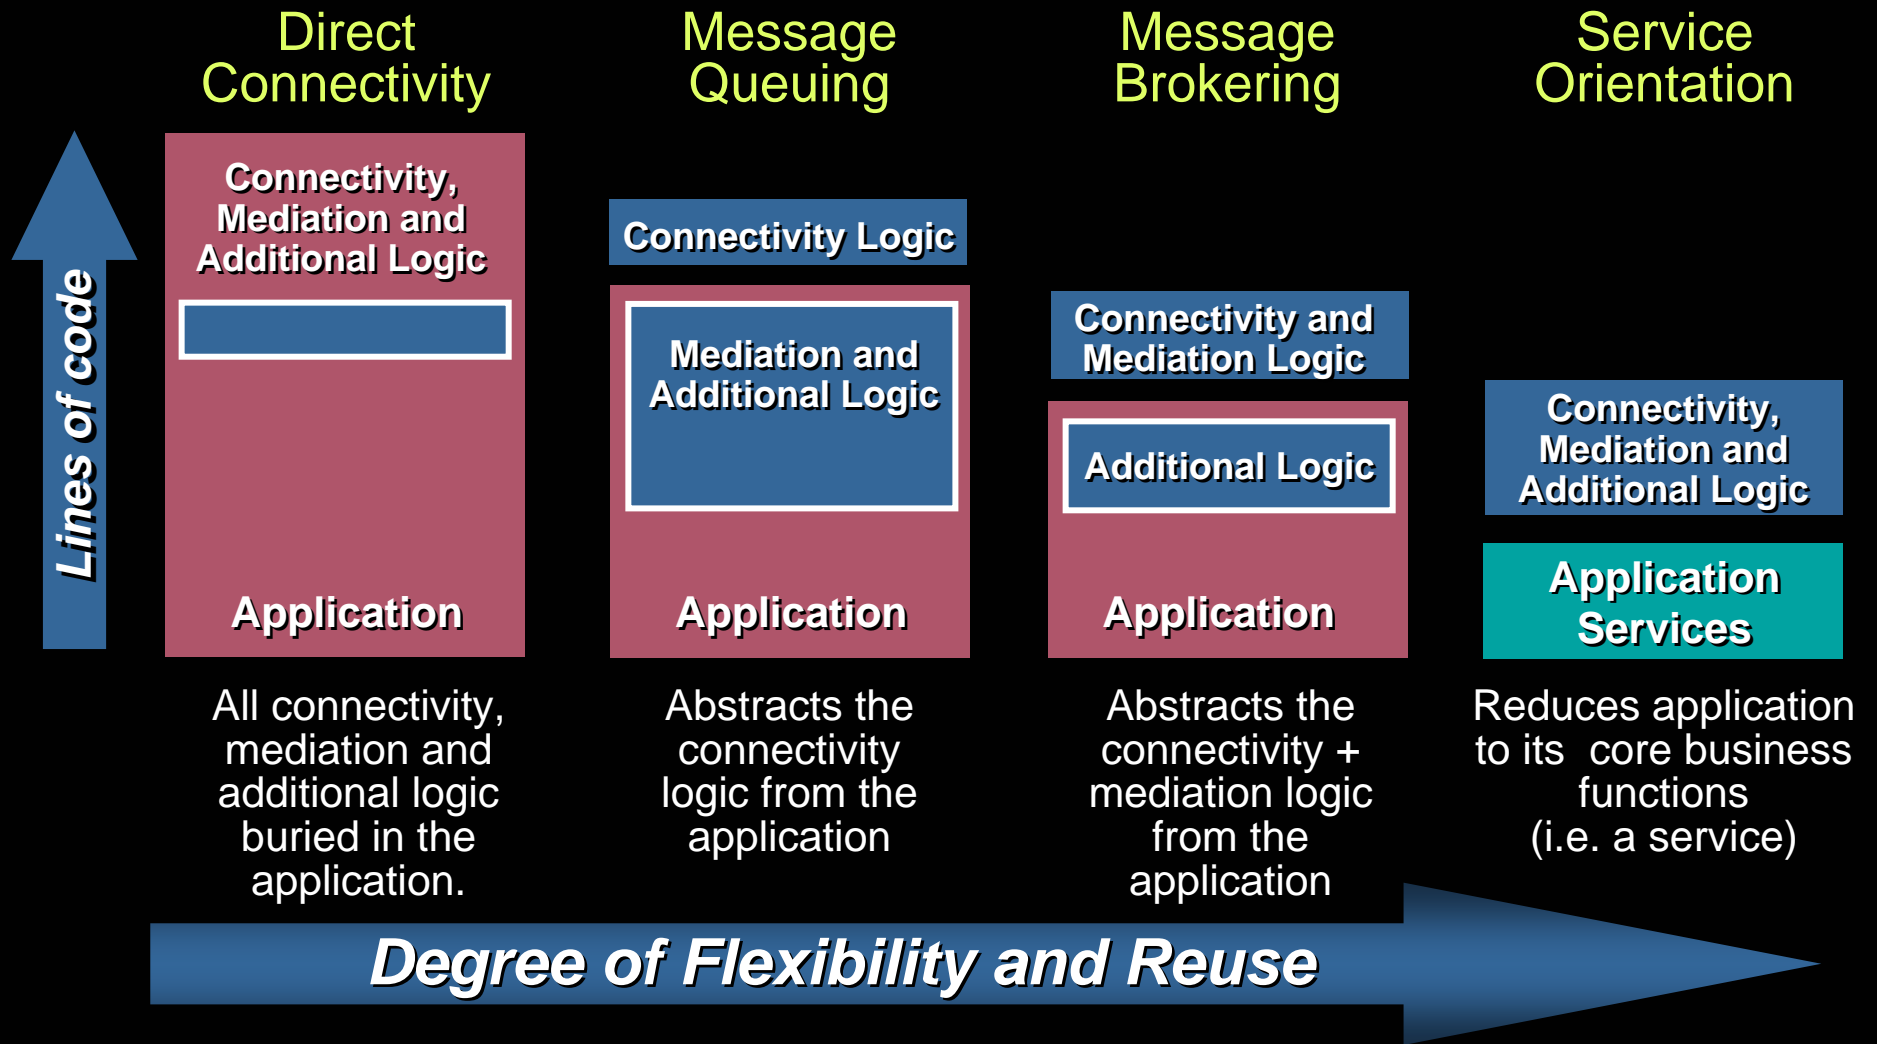 Direct
Connectivity
Message
Queuing
Message
Brokering
Service
Orientation
Lines of code
Connectivity,
Mediation and
Additional Logic
Application
Connectivity Logic
Mediation and
Additional Logic
Application
Connectivity and
Mediation Logic
Additional Logic
Application
Connectivity,
Mediation and
Additional Logic
Application
Services
All connectivity,
mediation and
additional logic
buried in the
application.
Abstracts the
connectivity
logic from the
application
Abstracts the
connectivity +
mediation logic
from the
application
Reduces application
to its  core business
functions
(i.e. a service)
Degree of Flexibility and Reuse